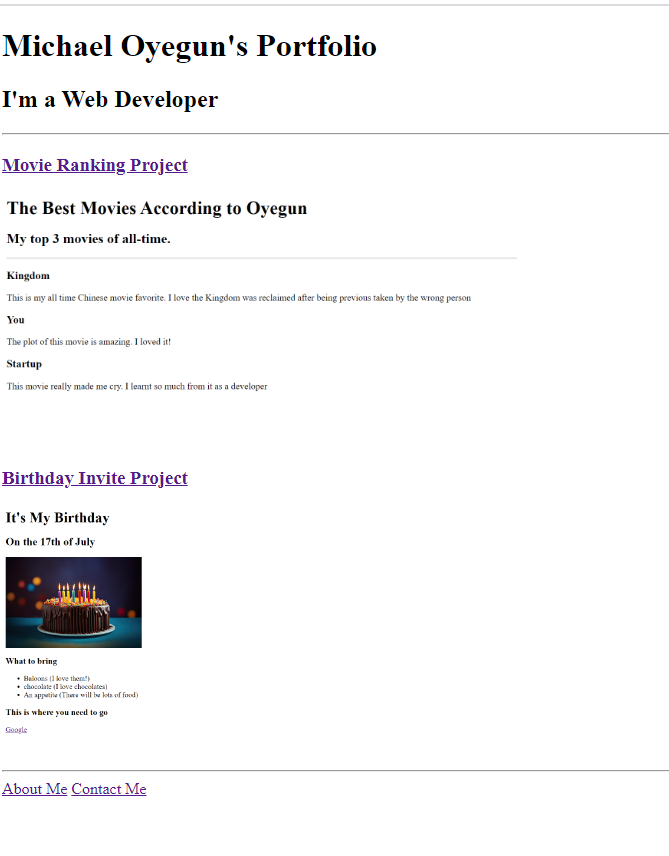 Michael Oyegun's Portfolio
I'm a Web Developer
Movie Ranking Project
The Best Movies According to Oyegun
My top 3 movies of all-time.
Kingdom
This is my all time Chinese movie favorite. I love the Kingdom was reclaimed after being previous taken by the wrong person
You
The plot of this movie is amazing. I loved it!
Startup
This movie really made me cry. I learnt so much from it as a developer
Birthday Invite Project
It's My Birthday
On the 17th of July
What to bring
Baloons (I love them!)
chocolate (I love chocolates)
An appetite (There will be lots of food)
This is where you need to go
Google
About Me Contact Me